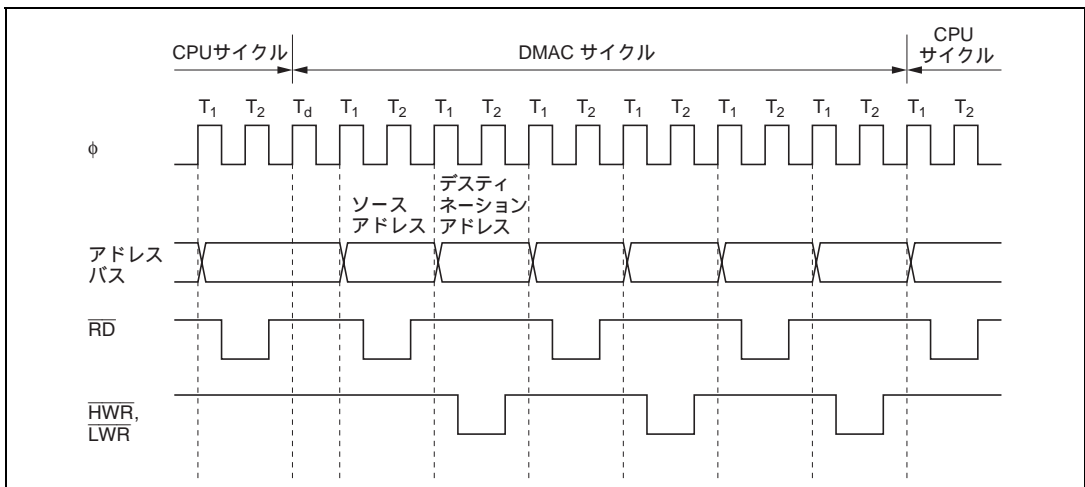 CPUサイクル
DMAC サイクル
CPU
サイクル
T₁ T₂ T_d T₁ T₂ T₁ T₂ T₁ T₂ T₁ T₂ T₁ T₂ T₁ T₂ T₁ T₂
φ
ソース
アドレス
デスティ
ネーション
アドレス
アドレス
バス
RD
HWR,
LWR